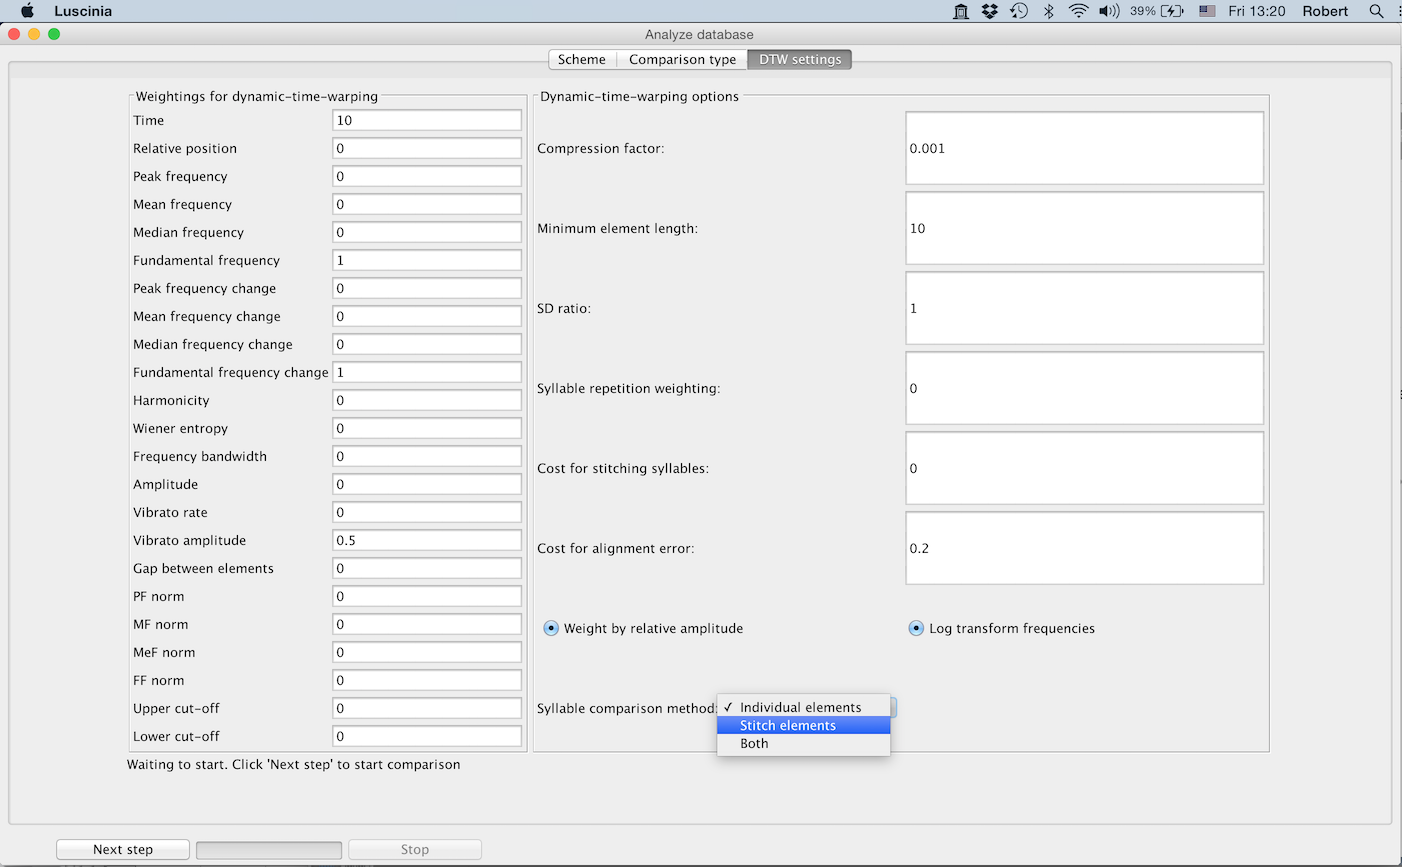 Luscinia 39% Fri 13:20 Robert
Analyze database
Scheme Comparison type DTW settings
Weightings for dynamic-time-warping
Time 10
Relative position 0
Peak frequency 0
Mean frequency 0
Median frequency 0
Fundamental frequency 1
Peak frequency change 0
Mean frequency change 0
Median frequency change 0
Fundamental frequency change 1
Harmonicity 0
Wiener entropy 0
Frequency bandwidth 0
Amplitude 0
Vibrato rate 0
Vibrato amplitude 0.5
Gap between elements 0
PF norm 0
MF norm 0
MeF norm 0
FF norm 0
Upper cut-off 0
Lower cut-off 0
Dynamic-time-warping options
Compression factor: 0.001
Minimum element length: 10
SD ratio: 1
Syllable repetition weighting: 0
Cost for stitching syllables: 0
Cost for alignment error: 0.2
Weight by relative amplitude Log transform frequencies
Syllable comparison method: ✓ Individual elements
Stitch elements
Both
Waiting to start. Click 'Next step' to start comparison
Next step Stop